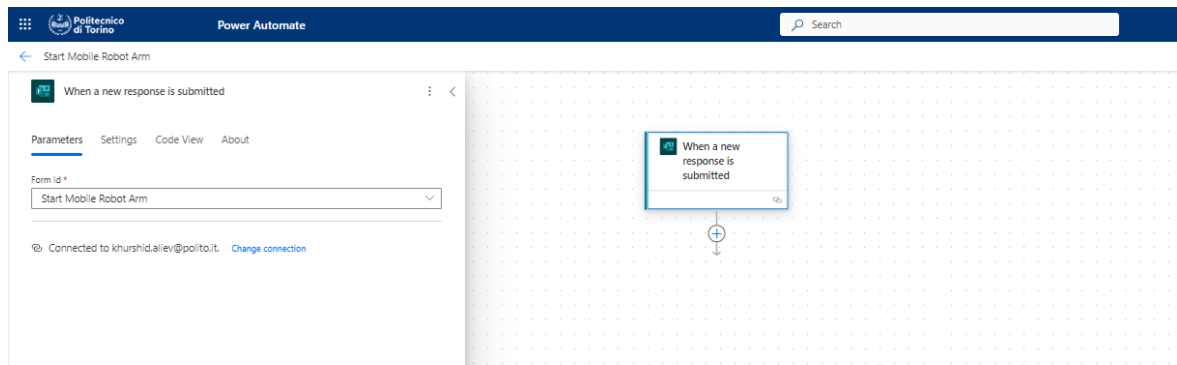 Politecnico
di Torino
Power Automate
Search
Start Mobile Robot Arm
When a new response is submitted
Parameters Settings Code View About
Form Id *
Start Mobile Robot Arm
Connected to khurshid.aliev@polito.it. Change connection
When a new
response is
submitted